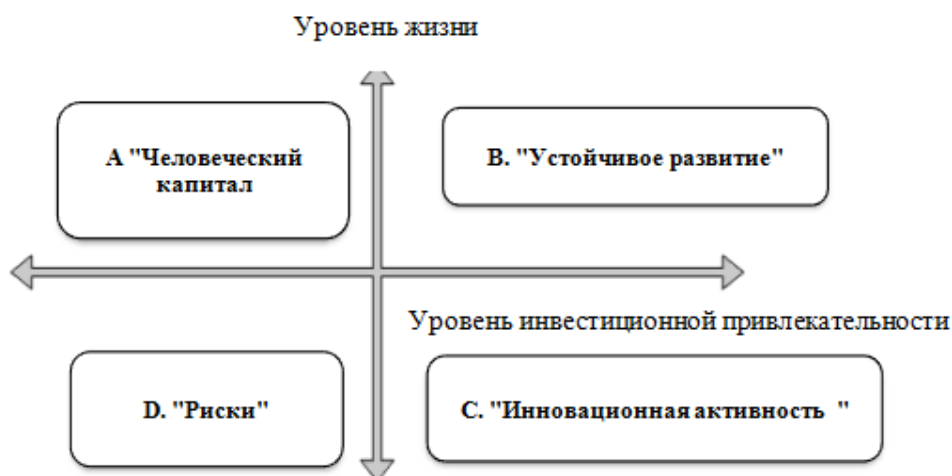 Уровень жизни
A "Человеческий
капитал
B. "Устойчивое развитие"
Уровень инвестиционной привлекательности
D. "Риски"
C. "Инновационная активность "